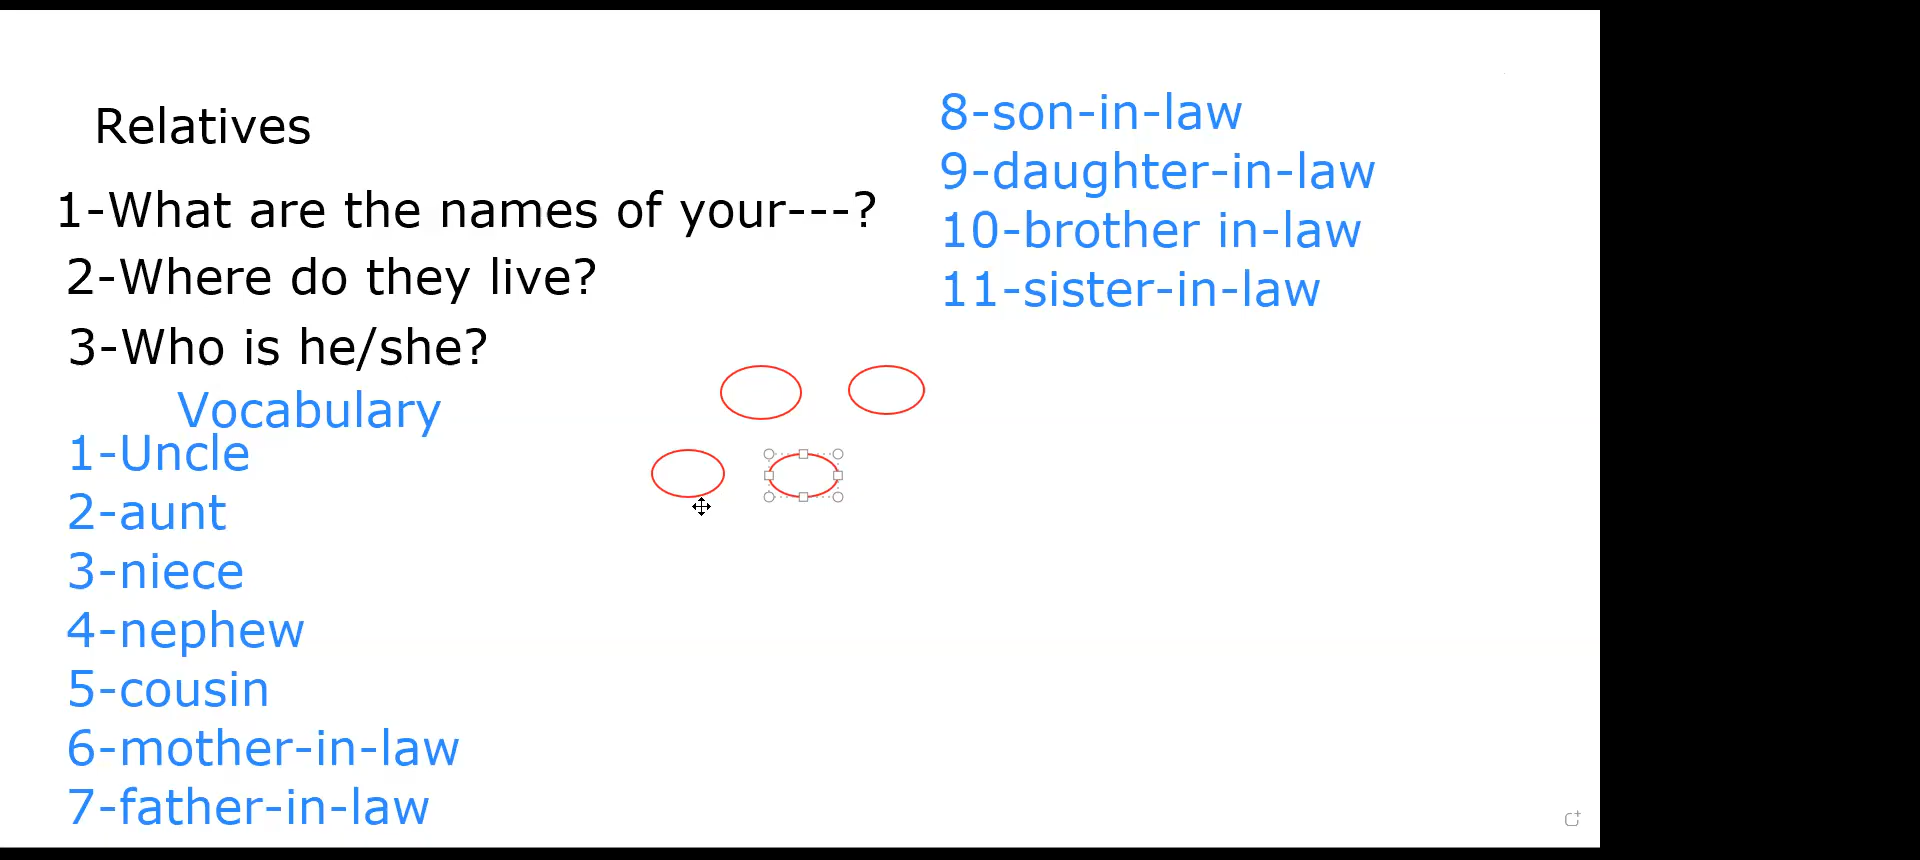 Relatives
1-What are the names of your---?
2-Where do they live?
3-Who is he/she?
Vocabulary
1-Uncle
2-aunt
3-niece
4-nephew
5-cousin
6-mother-in-law
7-father-in-law
8-son-in-law
9-daughter-in-law
10-brother in-law
11-sister-in-law